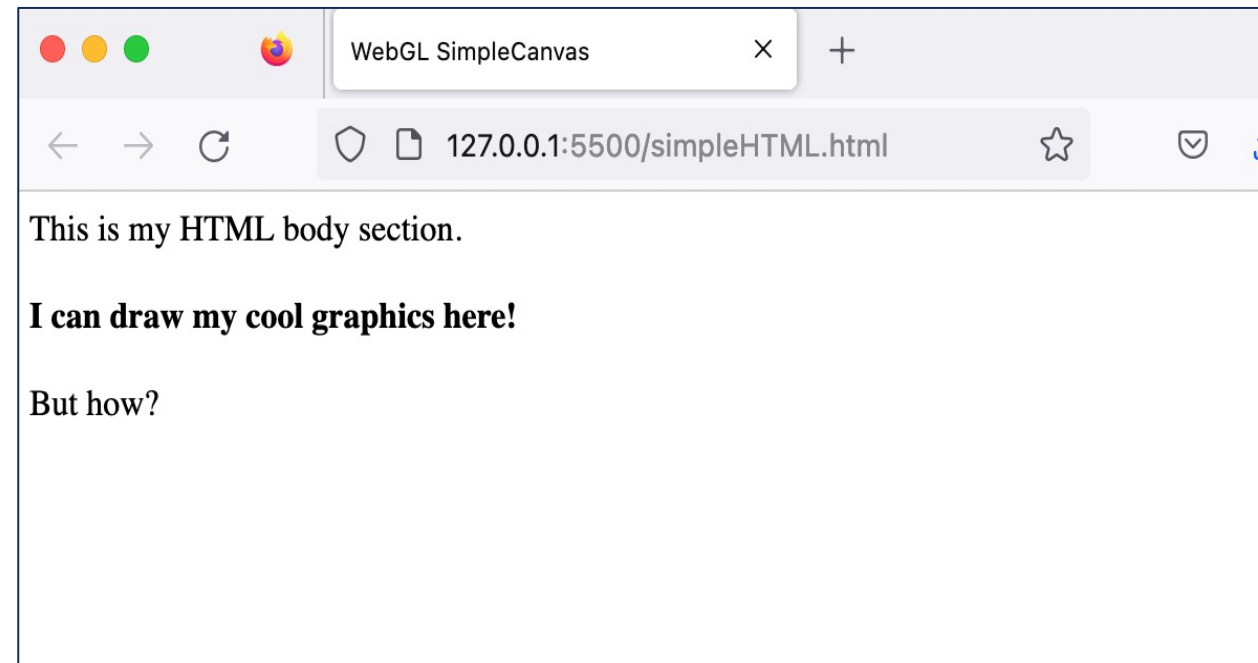 WebGL SimpleCanvas
127.0.0.1:5500/simpleHTML.html
This is my HTML body section.
I can draw my cool graphics here!
But how?